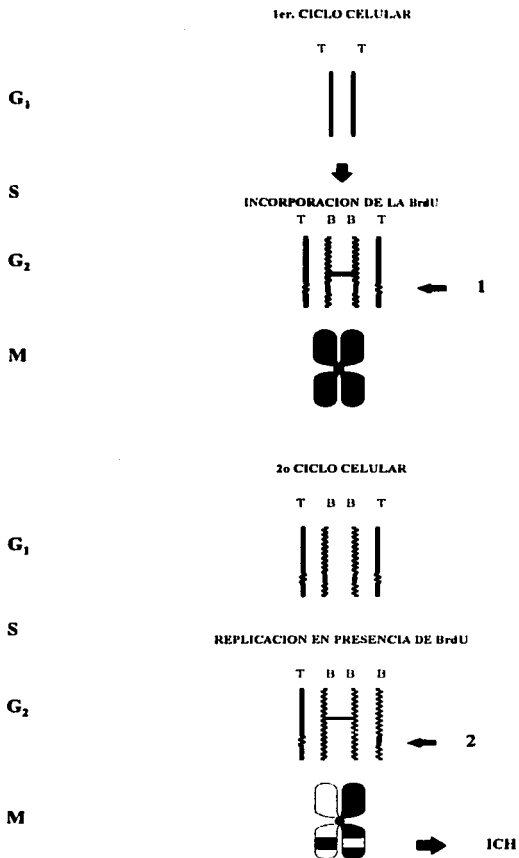 1er. CICLO CELULAR
T T
G₁
S
INCORPORACION DE LA BrdU
T B B T
G₂
1
M
2o CICLO CELULAR
T B B T
G₁
S
REPLICACION EN PRESENCIA DE BrdU
T B B B
G₂
2
M
ICH